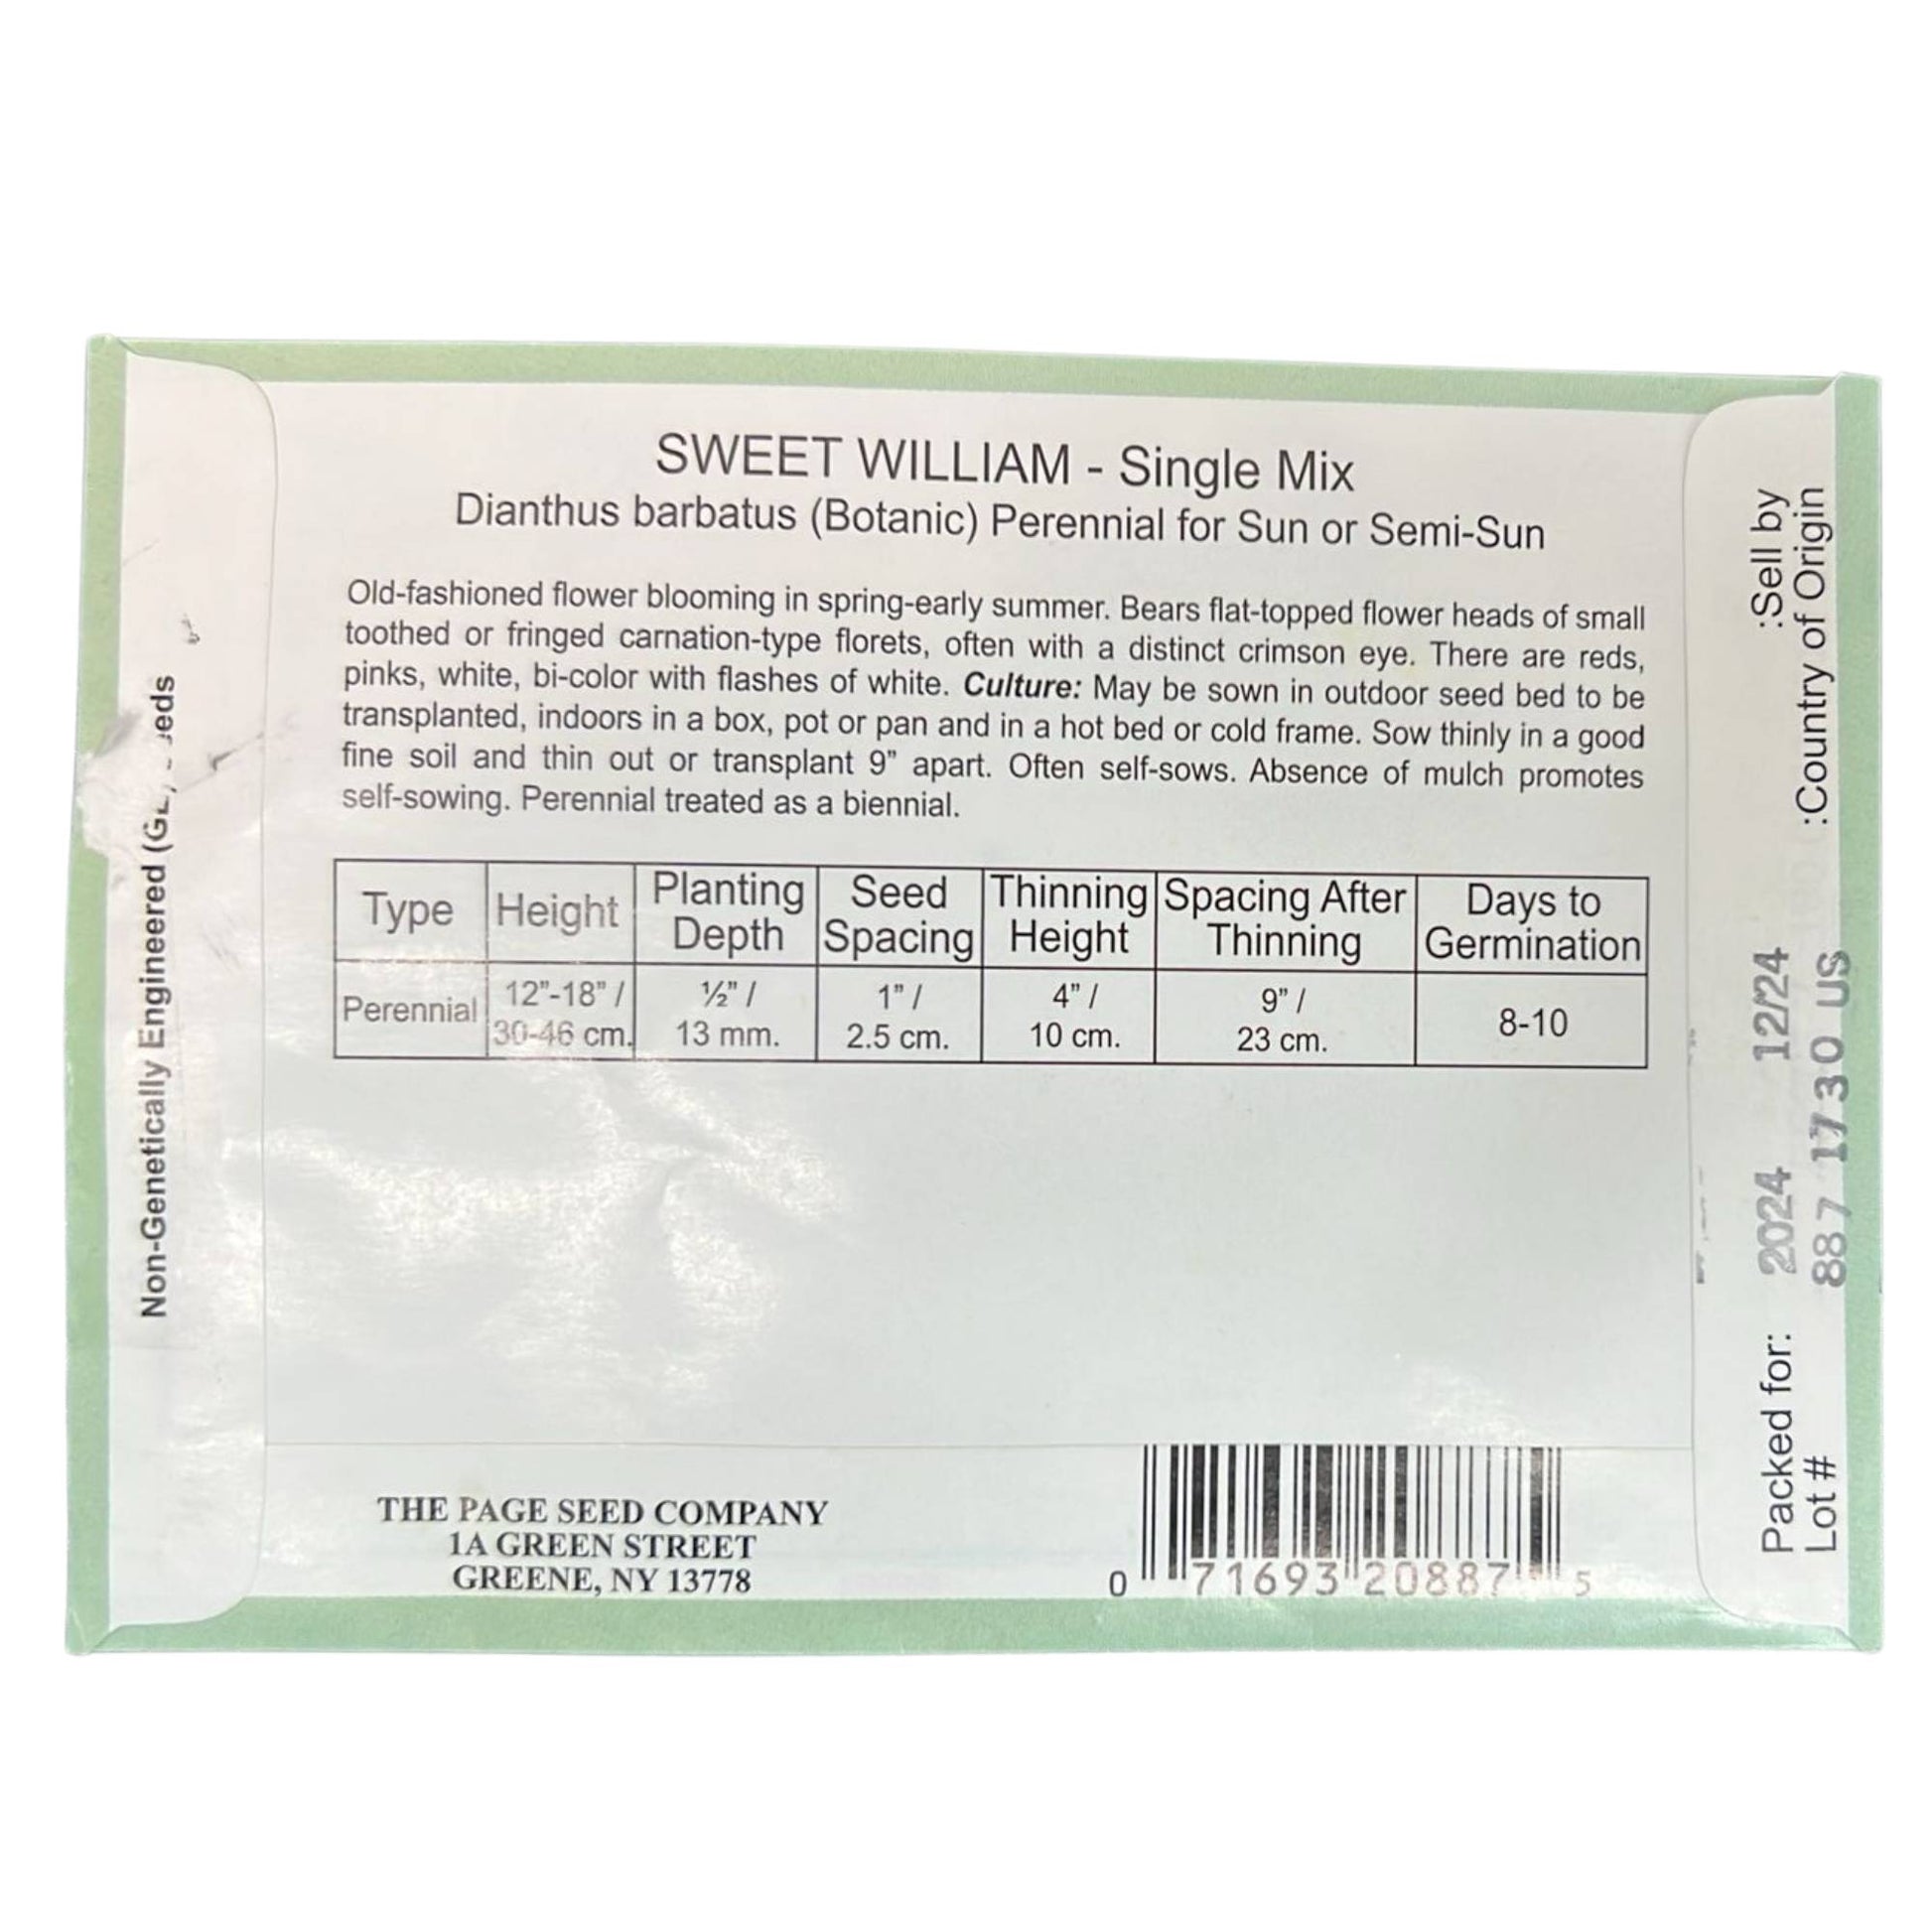 SWEET WILLIAM - Single Mix
Dianthus barbatus (Botanic) Perennial for Sun or Semi-Sun
Old-fashioned flower blooming in spring-early summer. Bears flat-topped flower heads of small
toothed or fringed carnation-type florets, often with a distinct crimson eye. There are reds,
pinks, white, bi-color with flashes of white. Culture: May be sown in outdoor seed bed to be
transplanted, indoors in a box, pot or pan and in a hot bed or cold frame. Sow thinly in a good
fine soil and thin out or transplant 9” apart. Often self-sows. Absence of mulch promotes
self-sowing. Perennial treated as a biennial.
Type Height Planting Depth Seed Spacing Thinning Height Spacing After Thinning Days to Germination
Perennial 12”-18” / 30-46 cm. ½” / 13 mm. 1” / 2.5 cm. 4” / 10 cm. 9” / 23 cm. 8-10
THE PAGE SEED COMPANY
1A GREEN STREET
GREENE, NY 13778
0 71693 20887 5
Non-Genetically Engineered
Packed for: 2024 12/24 :Sell by
Lot # 887 1730 US :Country of Origin